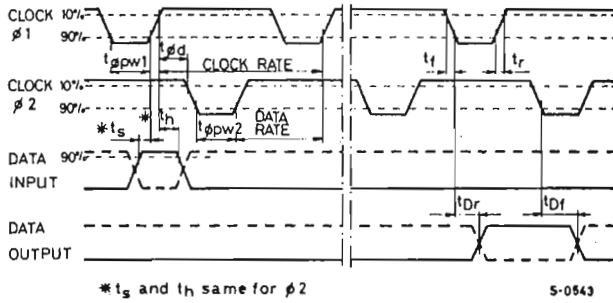 CLOCK 10%
ø1 90%
tøpw1 tød CLOCK RATE tf tr
CLOCK 10%
ø2 90%
*ts * th tøpw2 DATA RATE
DATA 90%
INPUT
tDr tDf
DATA
OUTPUT
*ts and th same for ø2 S-0543